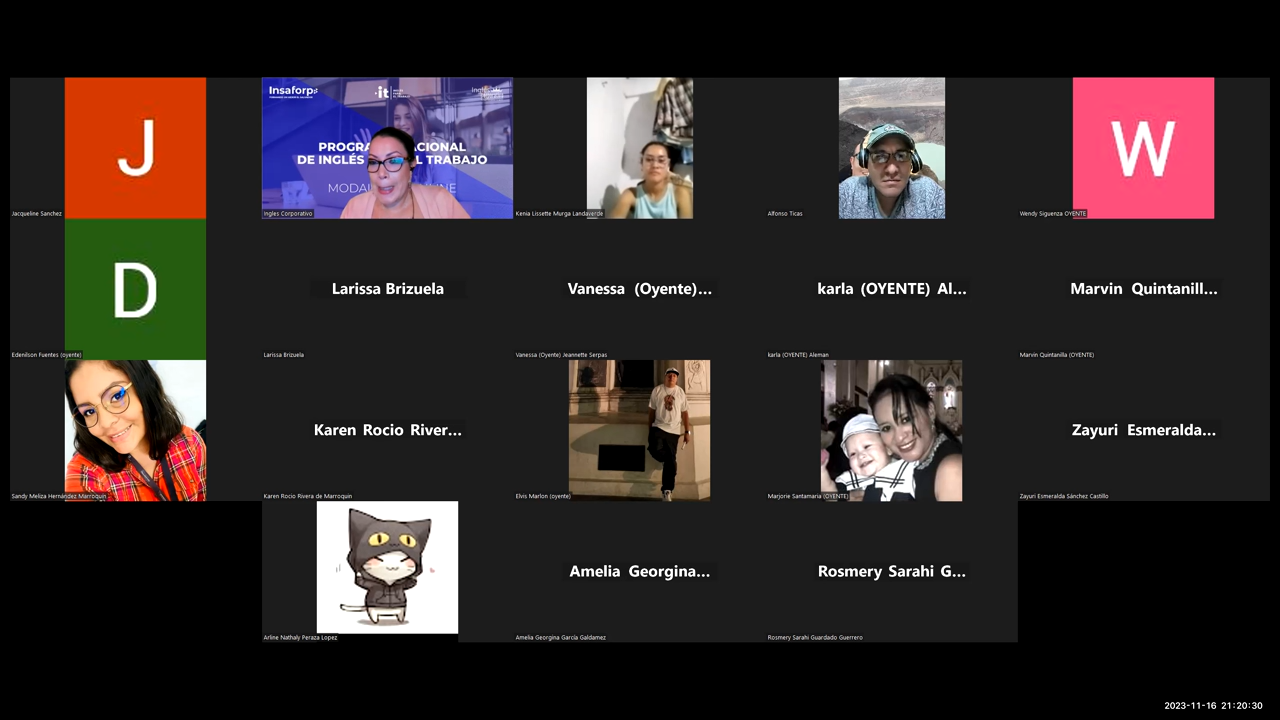 J
Jacqueline Sanchez
Insaforp
it
PROGRA ACIONAL
DE INGLÉS L TRABAJO
MODAL NE
Ingles Corporativo
Kenia Lissette Murga Landaverde
Alfonso Ticas
W
Wendy Siguenza OYENTE
D
Edenilson Fuentes (oyente)
Larissa Brizuela
Larissa Brizuela
Vanessa (Oyente)...
Vanessa (Oyente) Jeannette Serpas
karla (OYENTE) Al...
karla (OYENTE) Aleman
Marvin Quintanill...
Marvin Quintanilla (OYENTE)
Sandy Meliza Hernández Marroquin
Karen Rocio River...
Karen Rocio Rivera de Marroquin
Elvis Marlon (oyente)
Marjorie Santamaria (OYENTE)
Zayuri Esmeralda...
Zayuri Esmeralda Sánchez Castillo
Arline Nathaly Peraza Lopez
Amelia Georgina...
Amelia Georgina García Galdamez
Rosmery Sarahi G...
Rosmery Sarahi Guardado Guerrero
2023-11-16 21:20:30